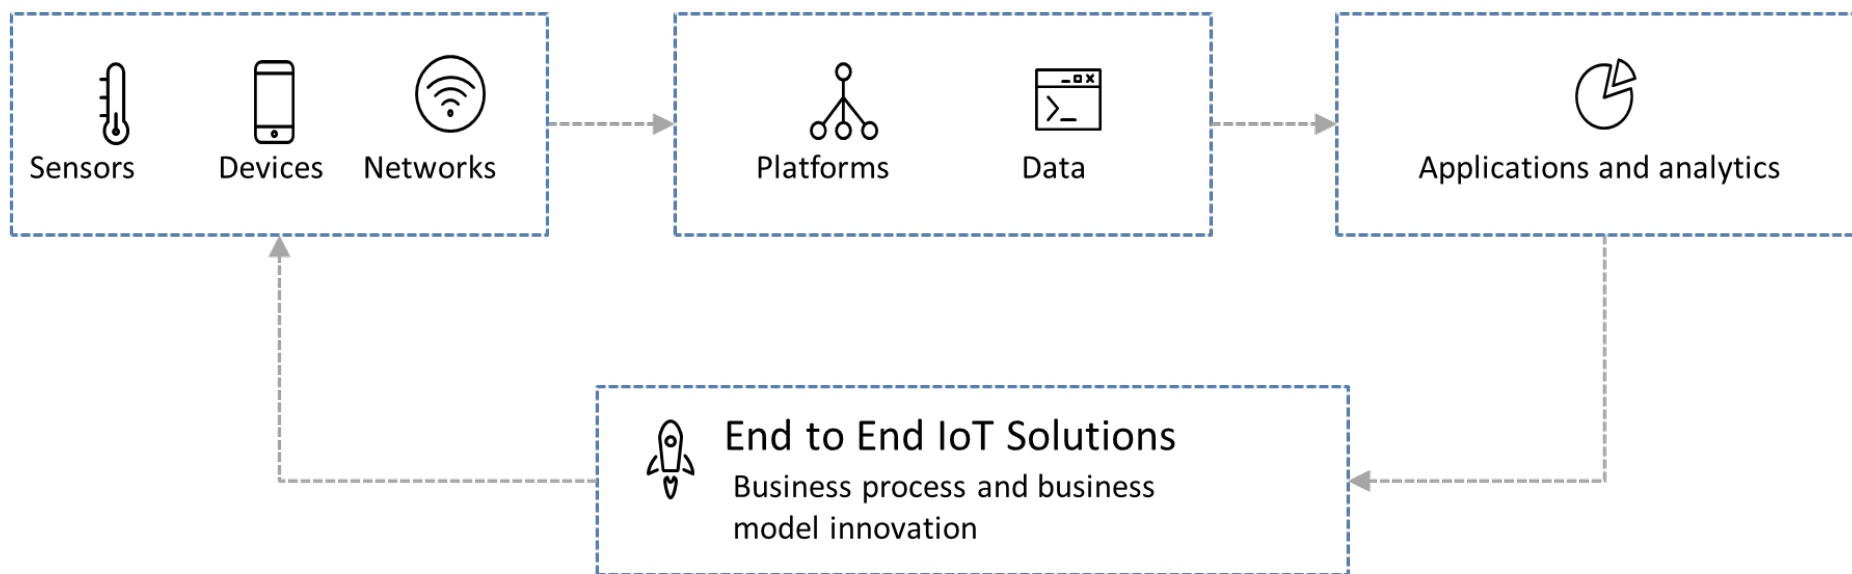 Sensors
Devices
Networks
Platforms
Data
Applications and analytics
End to End IoT Solutions
Business process and business
model innovation